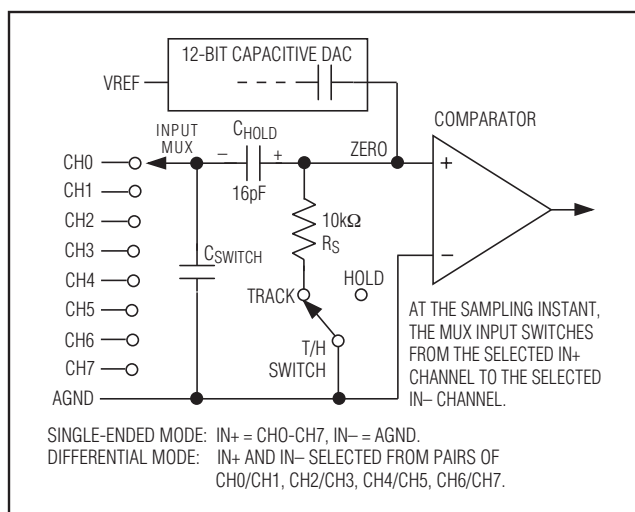 12-BIT CAPACITIVE DAC
VREF
COMPARATOR
INPUT
MUX
CHOLD
ZERO
– +
16pF
CH0
CH1
CH2
CH3
CH4
CH5
CH6
CH7
AGND
CSWITCH
10kΩ
RS
TRACK
HOLD
T/H
SWITCH
+
–
AT THE SAMPLING INSTANT,
THE MUX INPUT SWITCHES
FROM THE SELECTED IN+
CHANNEL TO THE SELECTED
IN– CHANNEL.
SINGLE-ENDED MODE: IN+ = CHO-CH7, IN– = AGND.
DIFFERENTIAL MODE: IN+ AND IN– SELECTED FROM PAIRS OF
CH0/CH1, CH2/CH3, CH4/CH5, CH6/CH7.